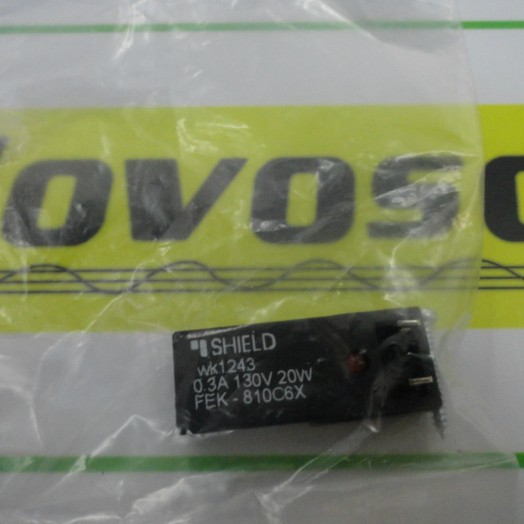 ovoso
SHIELD
wk1243
0.3A 130V 20W
FEK - 810C6X